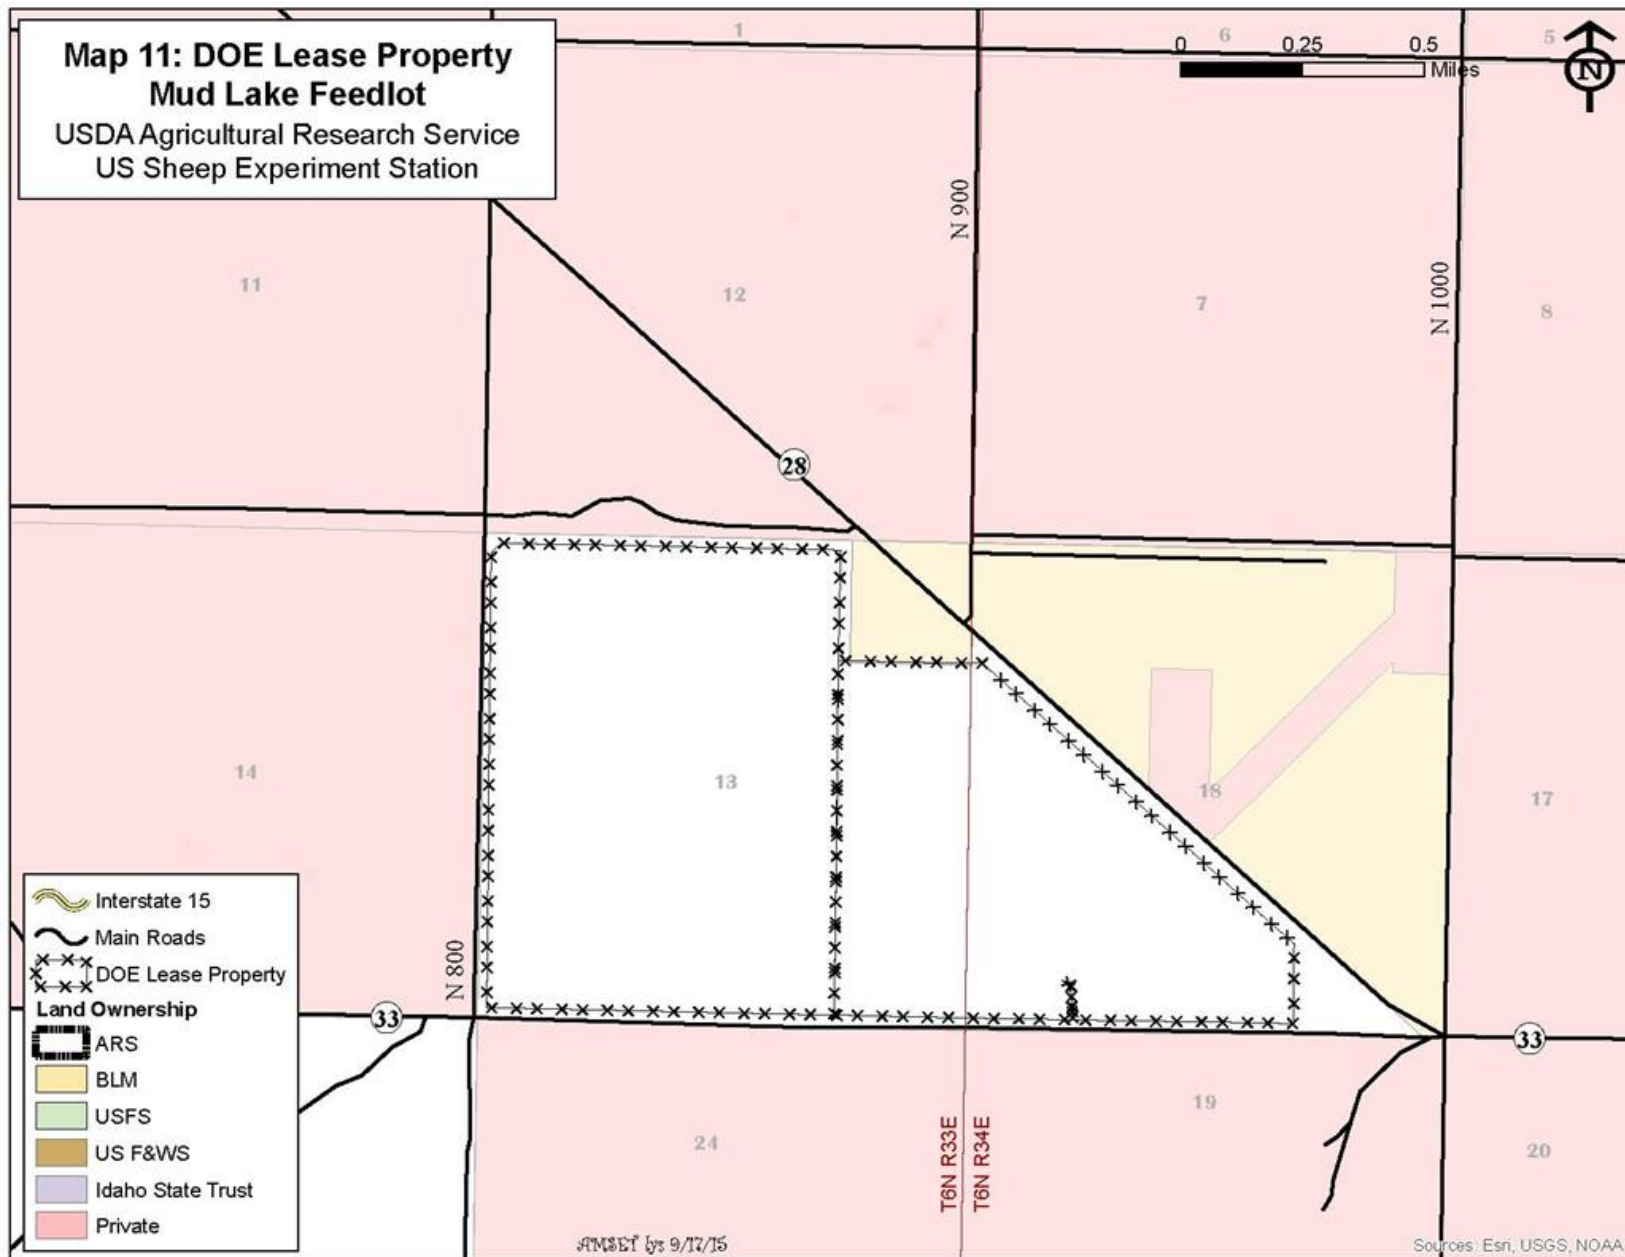 Map 11: DOE Lease Property
Mud Lake Feedlot
USDA Agricultural Research Service
US Sheep Experiment Station
1
6
5
0 0.25 0.5
Miles
N
N 900
N 1000
11
12
7
8
28
14
13
18
17
N 800
33
33
24
19
20
T6N R33E
T6N R34E
Interstate 15
Main Roads
DOE Lease Property
Land Ownership
ARS
BLM
USFS
US F&WS
Idaho State Trust
Private
AMSET lys 9/17/15
Sources: Esri, USGS, NOAA